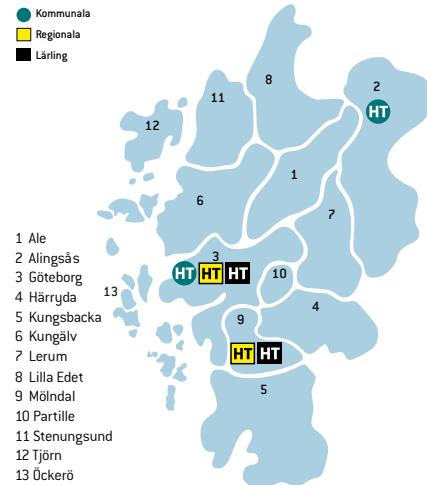 Kommunala
Regionala
Lärling
8
2
11
HT
12
1
6
7
3
HT HT HT
10
13
4
9
HT HT
5
1 Ale
2 Alingsås
3 Göteborg
4 Härryda
5 Kungsbacka
6 Kungälv
7 Lerum
8 Lilla Edet
9 Mölndal
10 Partille
11 Stenungsund
12 Tjörn
13 Öckerö